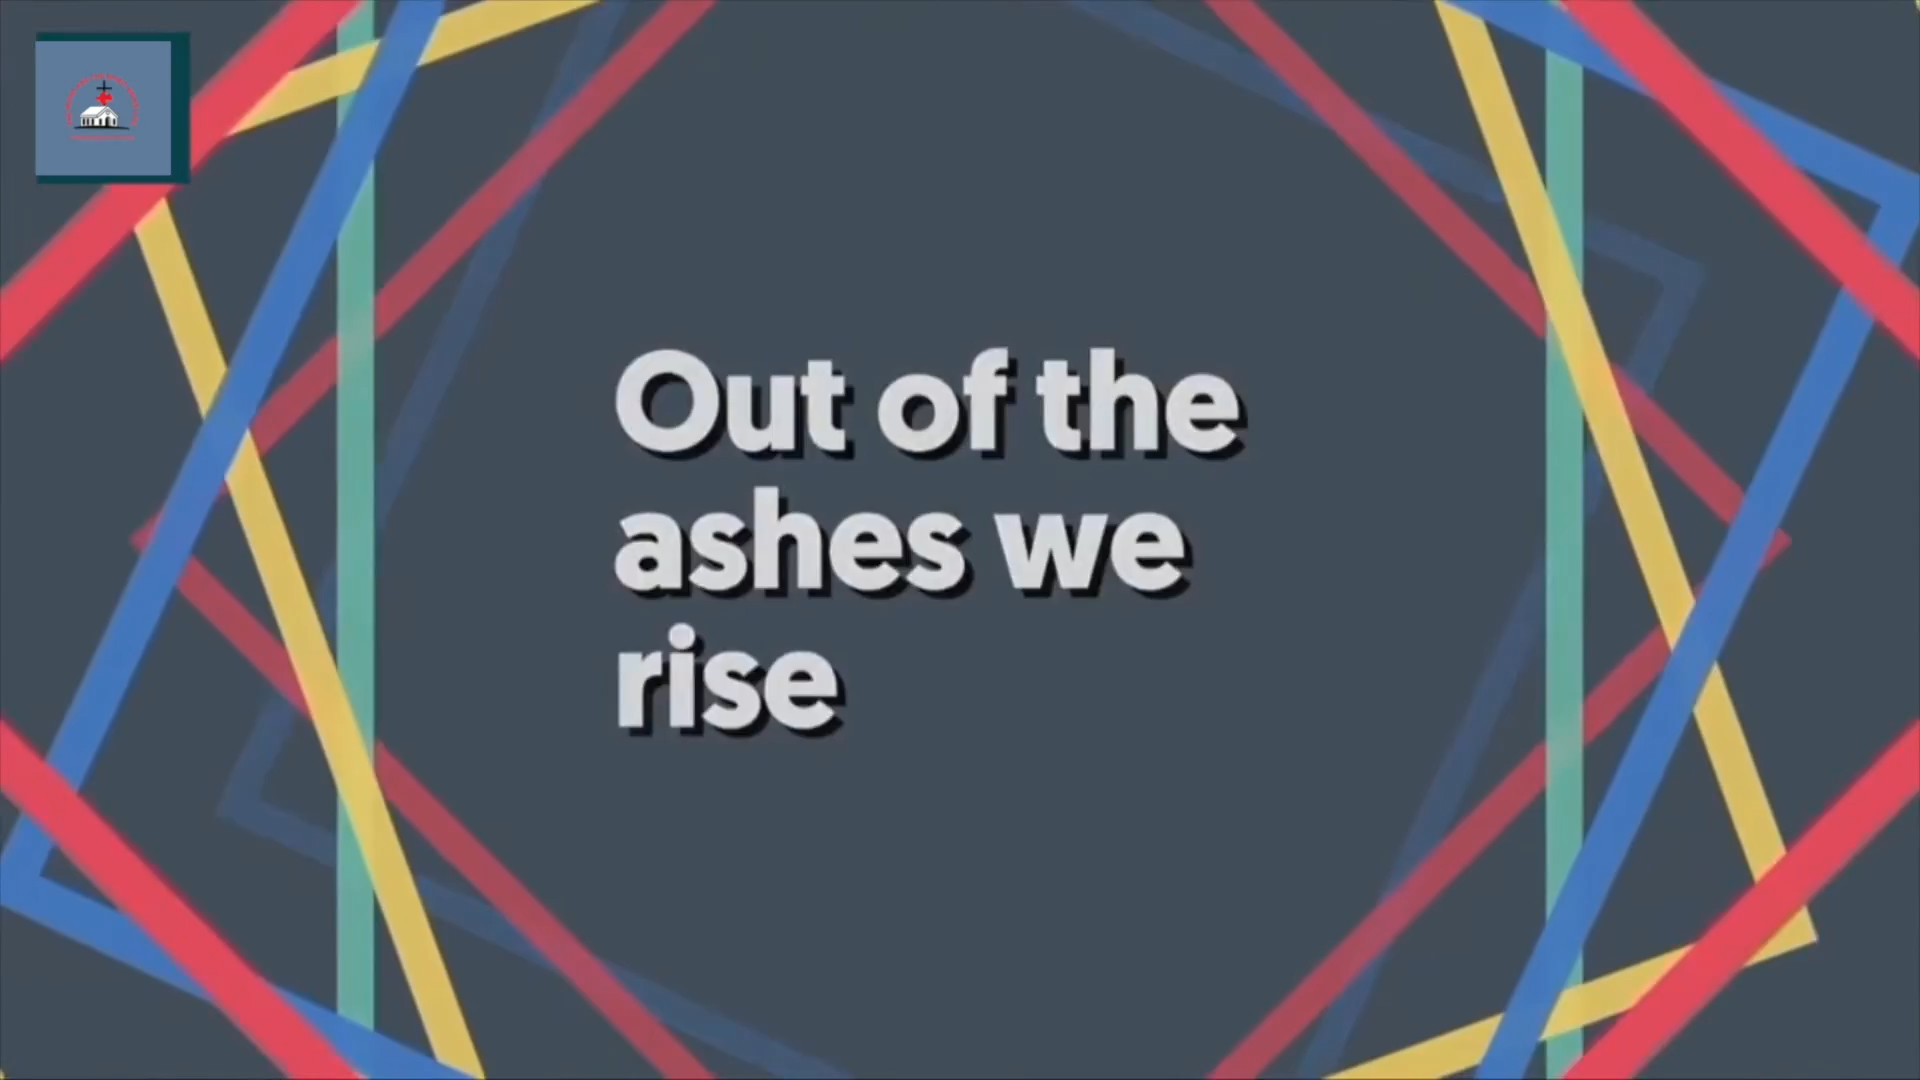 Out of the
ashes we
rise